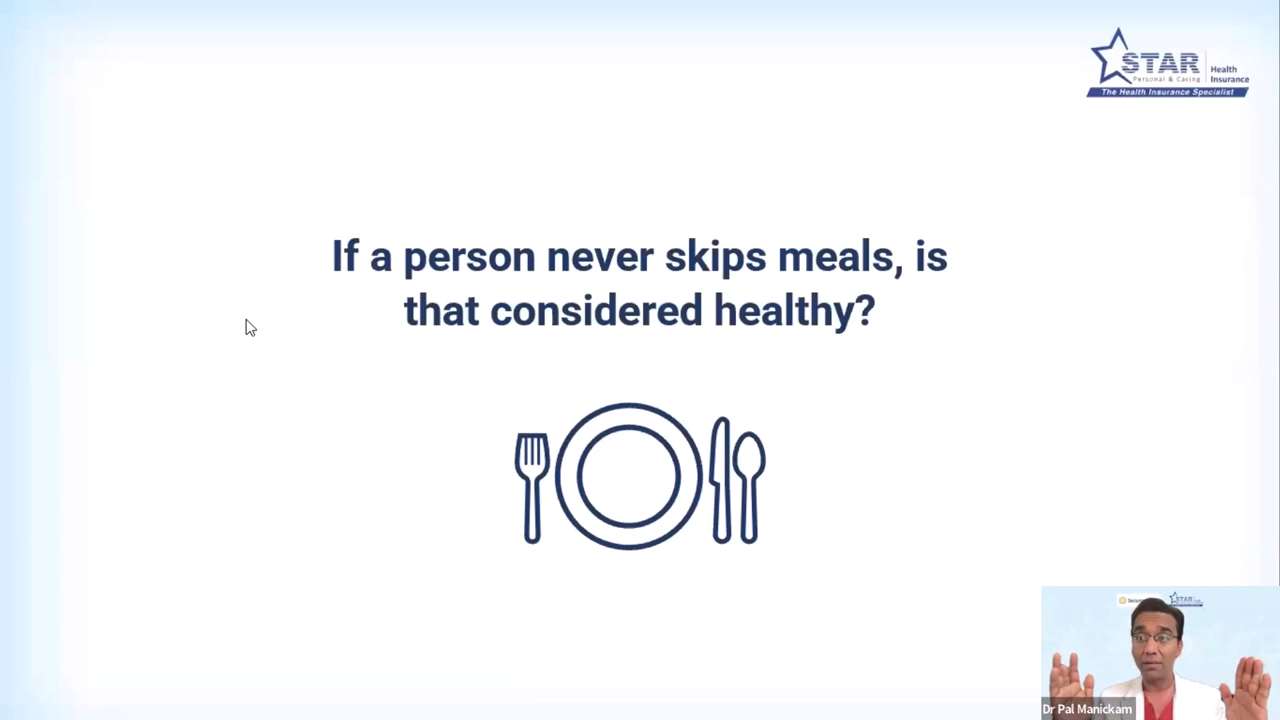 STAR
Health
Insurance
Personal & Caring
The Health Insurance Specialist
If a person never skips meals, is
that considered healthy?
STAR
Dr Pal Manickam